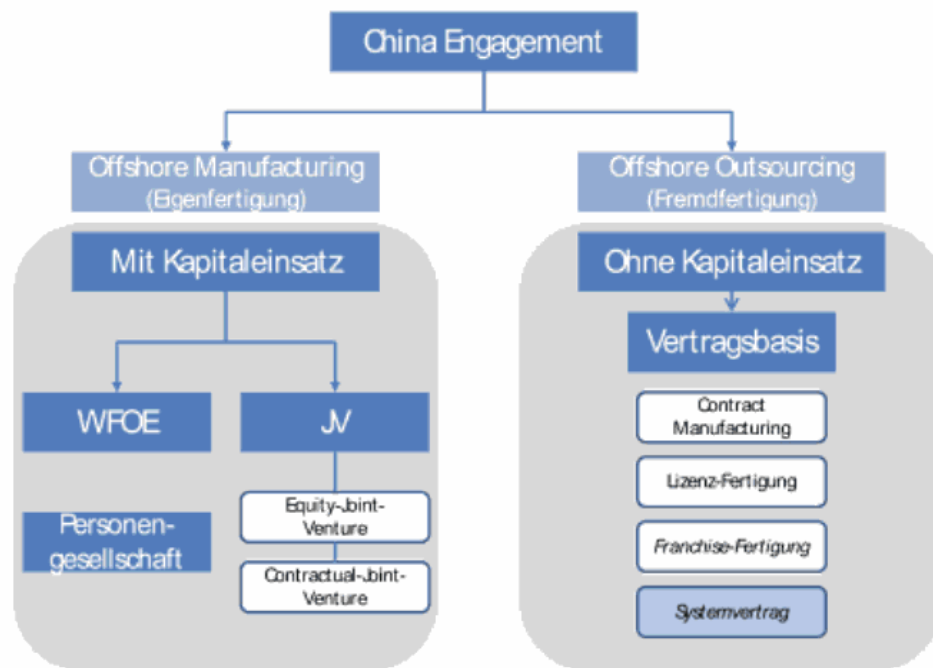 China Engagement
Offshore Manufacturing
(Eigenfertigung)
Offshore Outsourcing
(Fremdfertigung)
Mit Kapitaleinsatz
Ohne Kapitaleinsatz
Vertragsbasis
WFOE
JV
Contract
Manufacturing
Lizenz-Fertigung
Equity-Joint-
Venture
Personen-
gesellschaft
Franchise-Fertigung
Contractual-Joint-
Venture
Systemvertrag